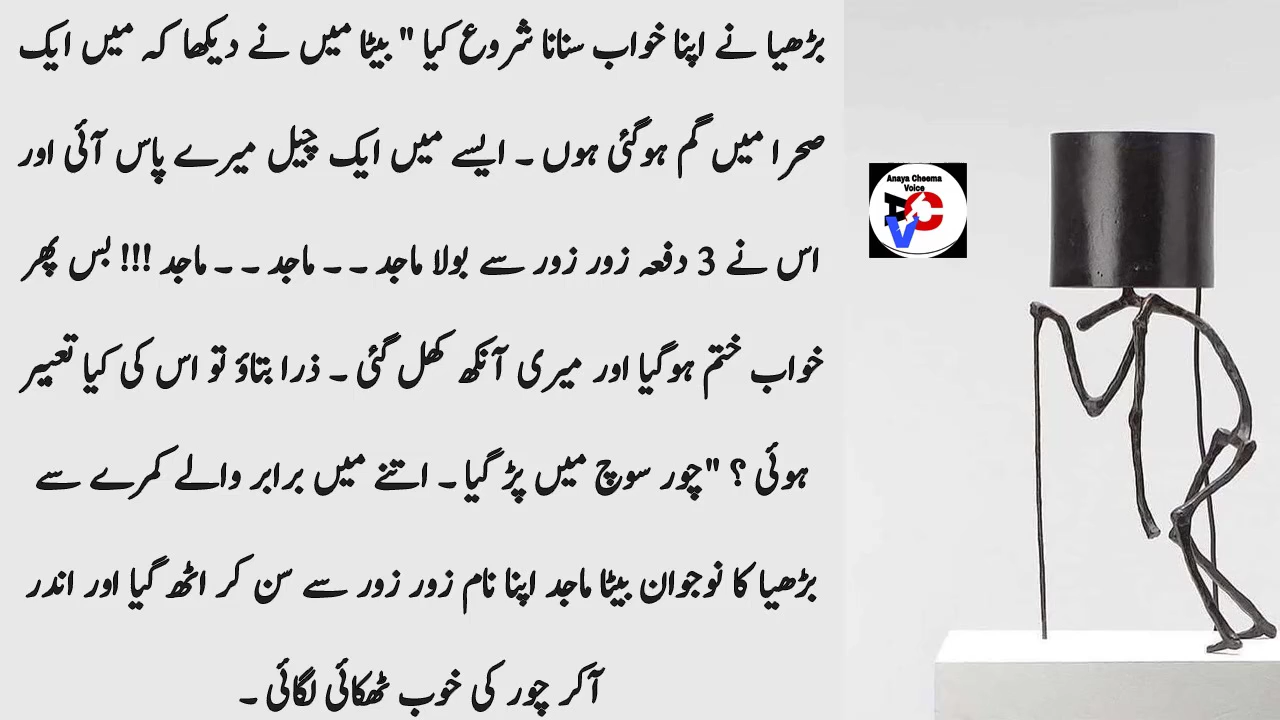 بڑھیا نے اپنا خواب سنانا شروع کیا " بیٹا میں نے دیکھا کہ میں ایک
صحرا میں گم ہوگئی ہوں ۔ ایسے میں ایک چیل میرے پاس آئی اور
اس نے 3 دفعہ زور زور سے بولا ماجد ۔۔ ماجد ۔۔ ماجد !!! بس پھر
خواب ختم ہوگیا اور میری آنکھ کھل گئی ۔ ذرا بتاؤ تو اس کی کیا تعبیر
ہوئی ؟ "چور سوچ میں پڑ گیا ۔ اتنے میں برابر والے کمرے سے
بڑھیا کا نوجوان بیٹا ماجد اپنا نام زور زور سے سن کر اٹھ گیا اور اندر
آکر چور کی خوب ٹھکائی لگائی ۔
Anaya Cheema
Voice
ACV